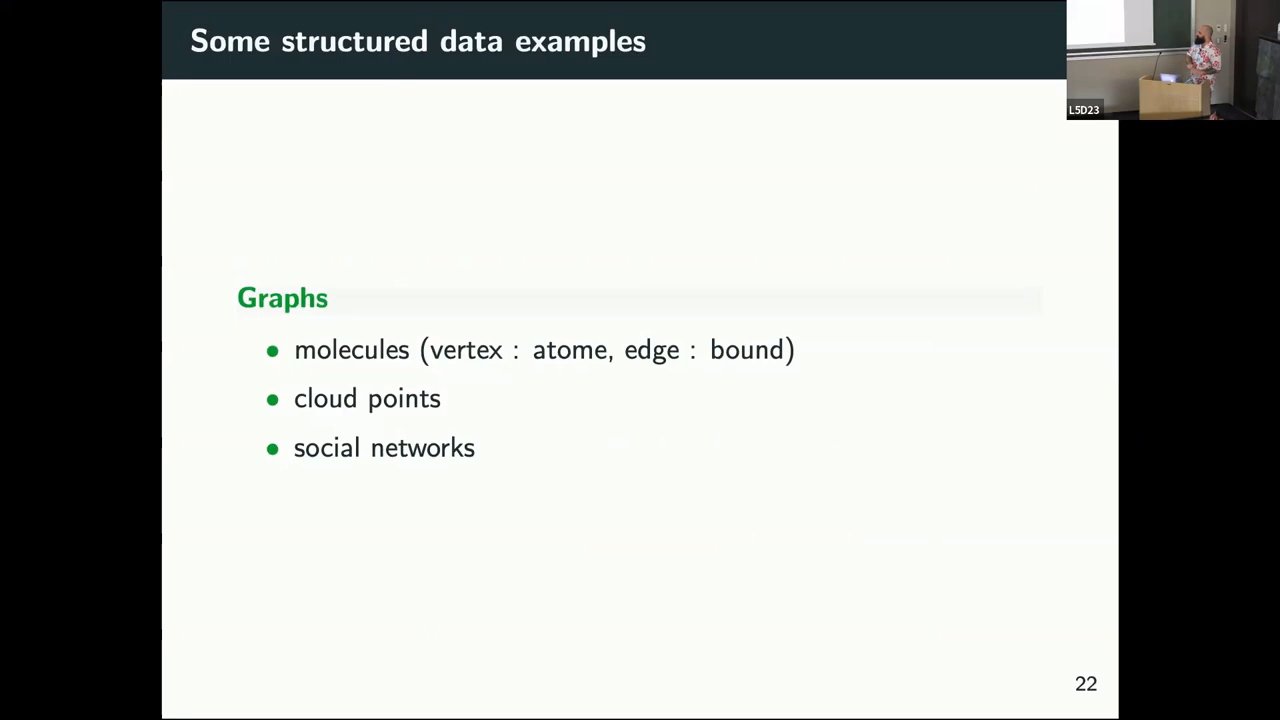 Some structured data examples
L5D23
Graphs
• molecules (vertex : atome, edge : bound)
• cloud points
• social networks
22